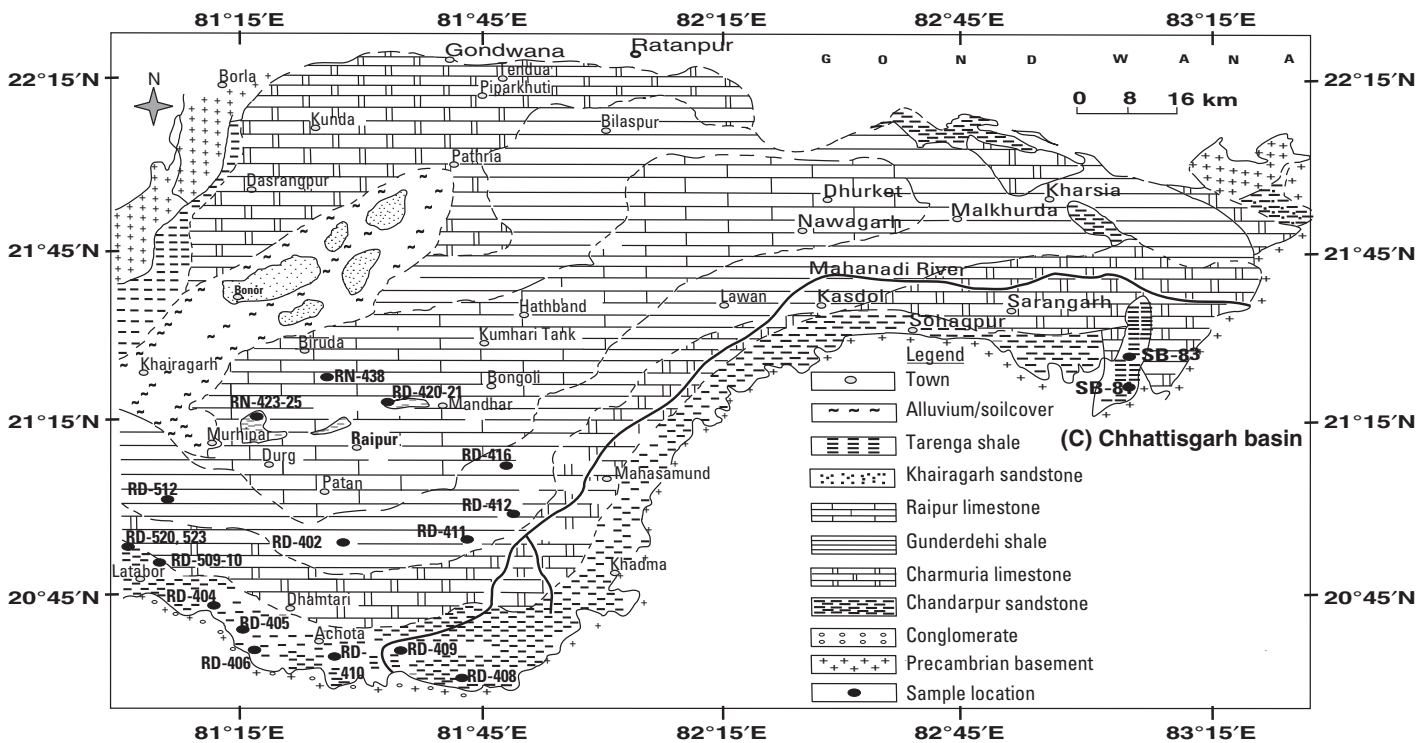 81°15′E 81°45′E 82°15′E 82°45′E 83°15′E
Gondwana
Ratanpur
G O N D W A N A
22°15′N
22°15′N
N
Borla
Tendua
Piparkhuti
0 8 16 km
Kunda
Bilaspur
Pathria
Dasrangpur
Dhurket
Kharsia
Malkhurda
Nawagarh
21°45′N
21°45′N
Mahanadi River
Bonór
Hathband
Lawan
Kasdol
Sarangarh
Sohagpur
Kumhari Tank
Biruda
Khairagarh
RN-438
Bongoli
SB-83
SB-8
RD-420-21
Mandhar
RN-423-25
21°15′N
21°15′N
Murhipar
Raipur
Durg
RD-416
Mahasamund
Patan
RD-512
RD-412
RD-411
RD-520, 523
RD-402
RD-509-10
Latabor
Khadma
RD-404
20°45′N
20°45′N
Dhamtari
RD-405
Achota
RD-406
RD-
410
RD-409
RD-408
Legend
Town
Alluvium/soilcover
Tarenga shale
(C) Chhattisgarh basin
Khairagarh sandstone
Raipur limestone
Gunderdehi shale
Charmuria limestone
Chandarpur sandstone
Conglomerate
Precambrian basement
Sample location
81°15′E 81°45′E 82°15′E 82°45′E 83°15′E